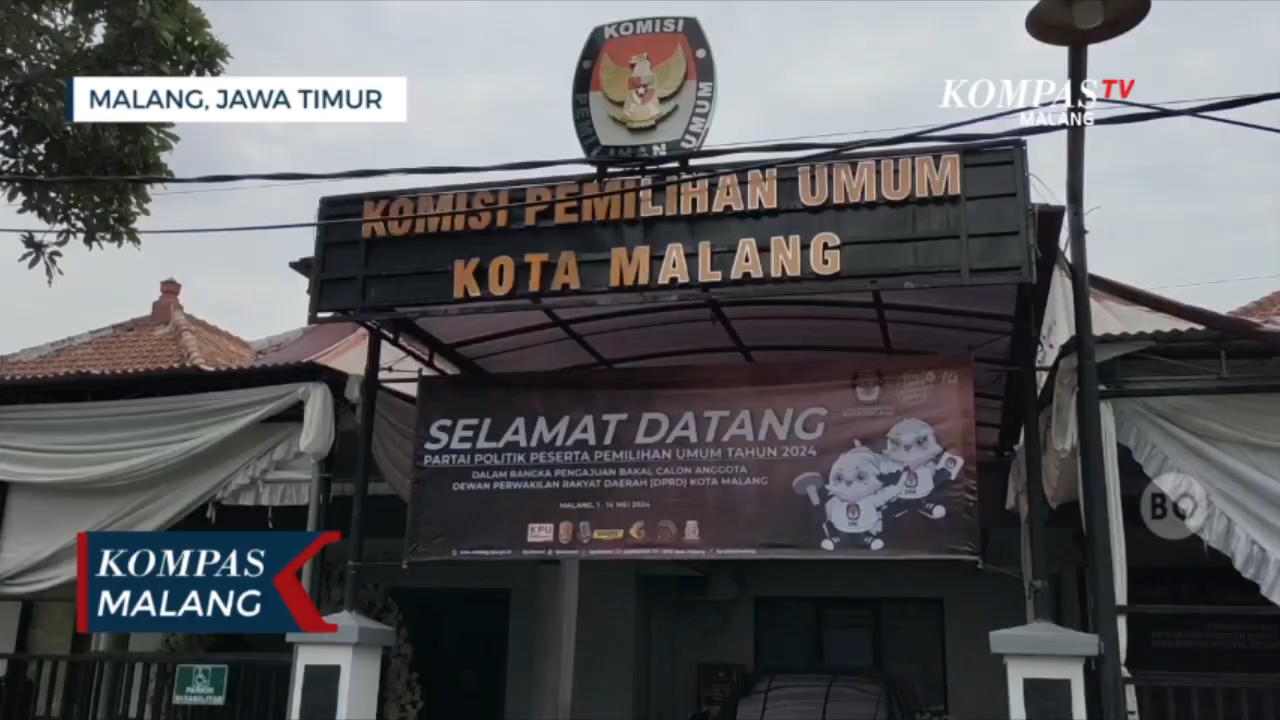 MALANG, JAWA TIMUR
KOMPAS TV
MALANG
KOMISI
PEMILIHAN UMUM
KOMISI PEMILIHAN UMUM
KOTA MALANG
SELAMAT DATANG
PARTAI POLITIK PESERTA PEMILIHAN UMUM TAHUN 2024
DALAM RANGKA PENGAJUAN BAKAL CALON ANGGOTA
DEWAN PERWAKILAN RAKYAT DAERAH (DPRD) KOTA MALANG
MALANG, 1 - 14 MEI 2024
KPU
BO
KOMPAS
MALANG
PARKIR
DISABILITAS